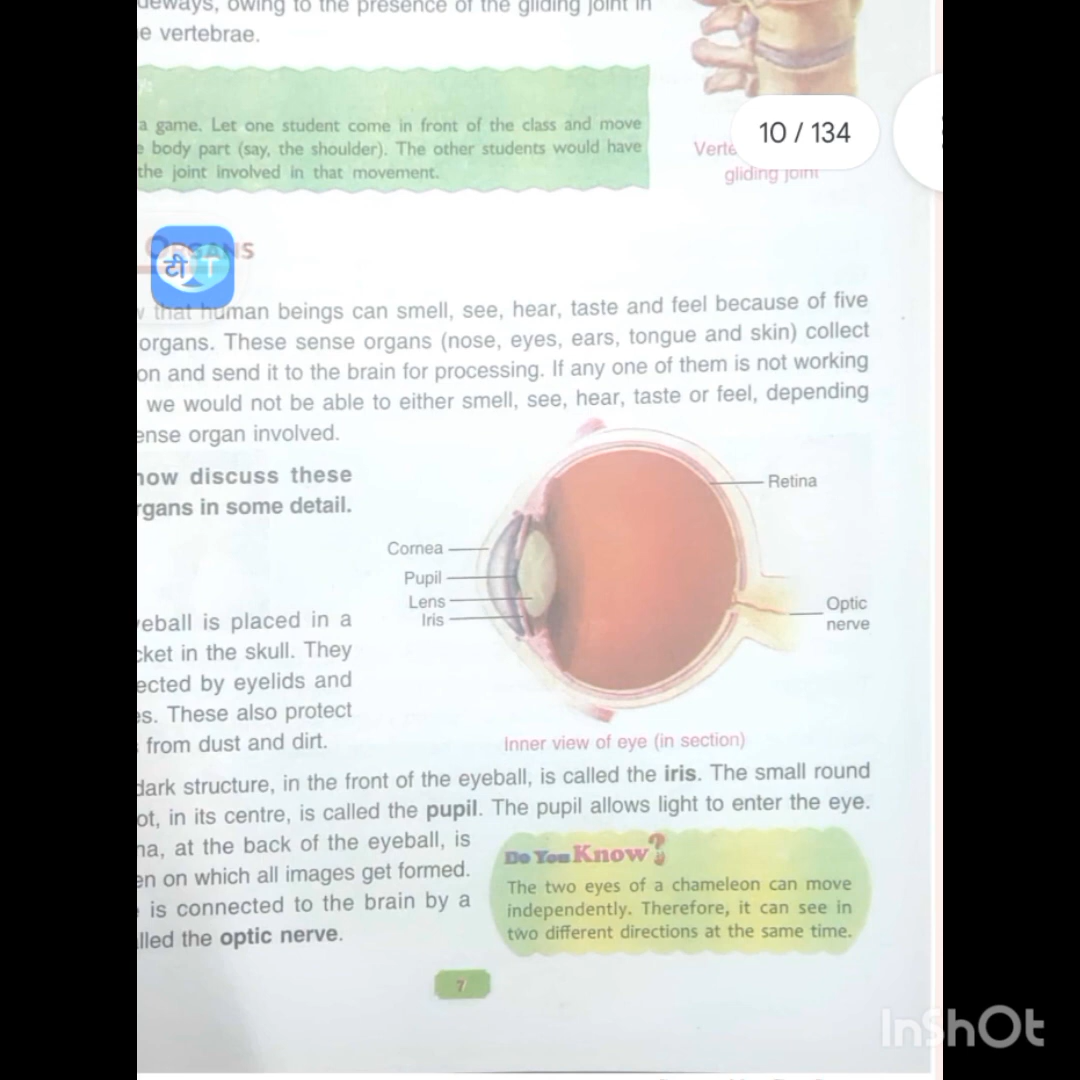 deways, owing to the presence of the gliding joint in
e vertebrae.
a game. Let one student come in front of the class and move
e body part (say, the shoulder). The other students would have
the joint involved in that movement.
10 / 134
gliding joint
ORGANS
टी T
that human beings can smell, see, hear, taste and feel because of five
organs. These sense organs (nose, eyes, ears, tongue and skin) collect
on and send it to the brain for processing. If any one of them is not working
we would not be able to either smell, see, hear, taste or feel, depending
ense organ involved.
now discuss these
rgans in some detail.
Retina
Cornea
Pupil
Lens
Iris
Optic
nerve
eball is placed in a
cket in the skull. They
ected by eyelids and
es. These also protect
from dust and dirt.
Inner view of eye (in section)
dark structure, in the front of the eyeball, is called the iris. The small round
ot, in its centre, is called the pupil. The pupil allows light to enter the eye.
na, at the back of the eyeball, is
en on which all images get formed.
is connected to the brain by a
lled the optic nerve.
Do You Know?
The two eyes of a chameleon can move
independently. Therefore, it can see in
two different directions at the same time.
7
InShOt